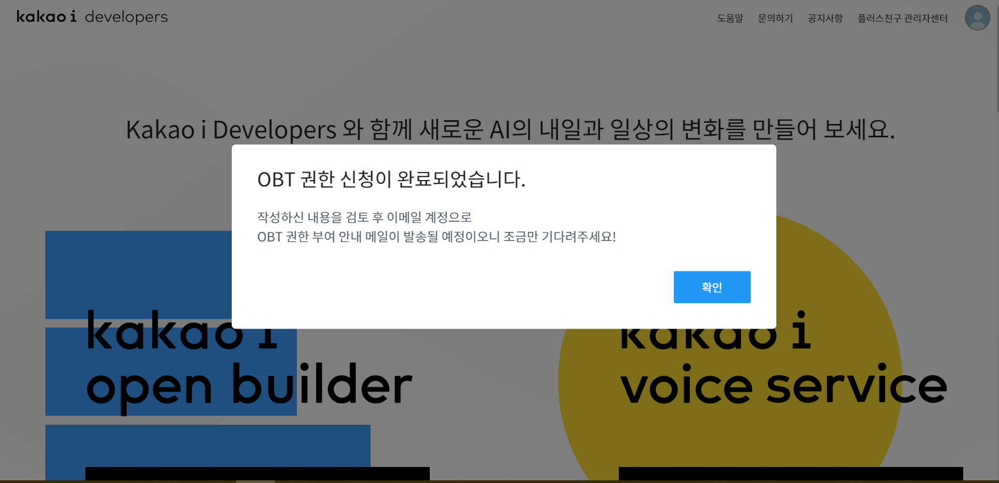 kakao i developers
도움말 문의하기 공지사항 플러스친구 관리자센터
Kakao i Developers 와 함께 새로운 AI의 내일과 일상의 변화를 만들어 보세요.
OBT 권한 신청이 완료되었습니다.
작성하신 내용을 검토 후 이메일 계정으로
OBT 권한 부여 안내 메일이 발송될 예정이오니 조금만 기다려주세요!
확인
kakao i
open builder
kakao i
voice service